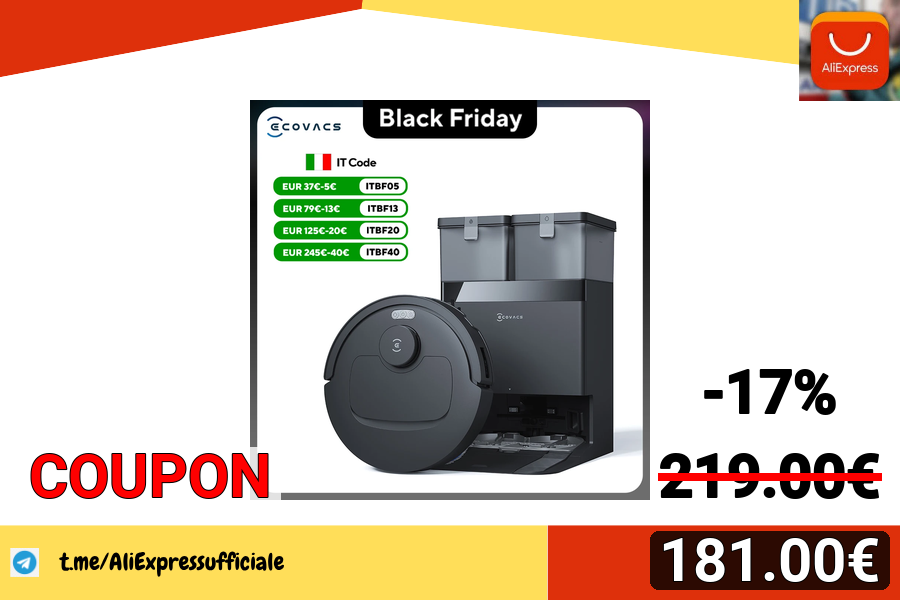 AliExpress
Black Friday
ECOVACS
IT Code
EUR 37€-5€ ITBF05
EUR 79€-13€ ITBF13
EUR 125€-20€ ITBF20
EUR 245€-40€ ITBF40
ECOVACS
-17%
COUPON
219.00€
t.me/AliExpressufficiale
181.00€